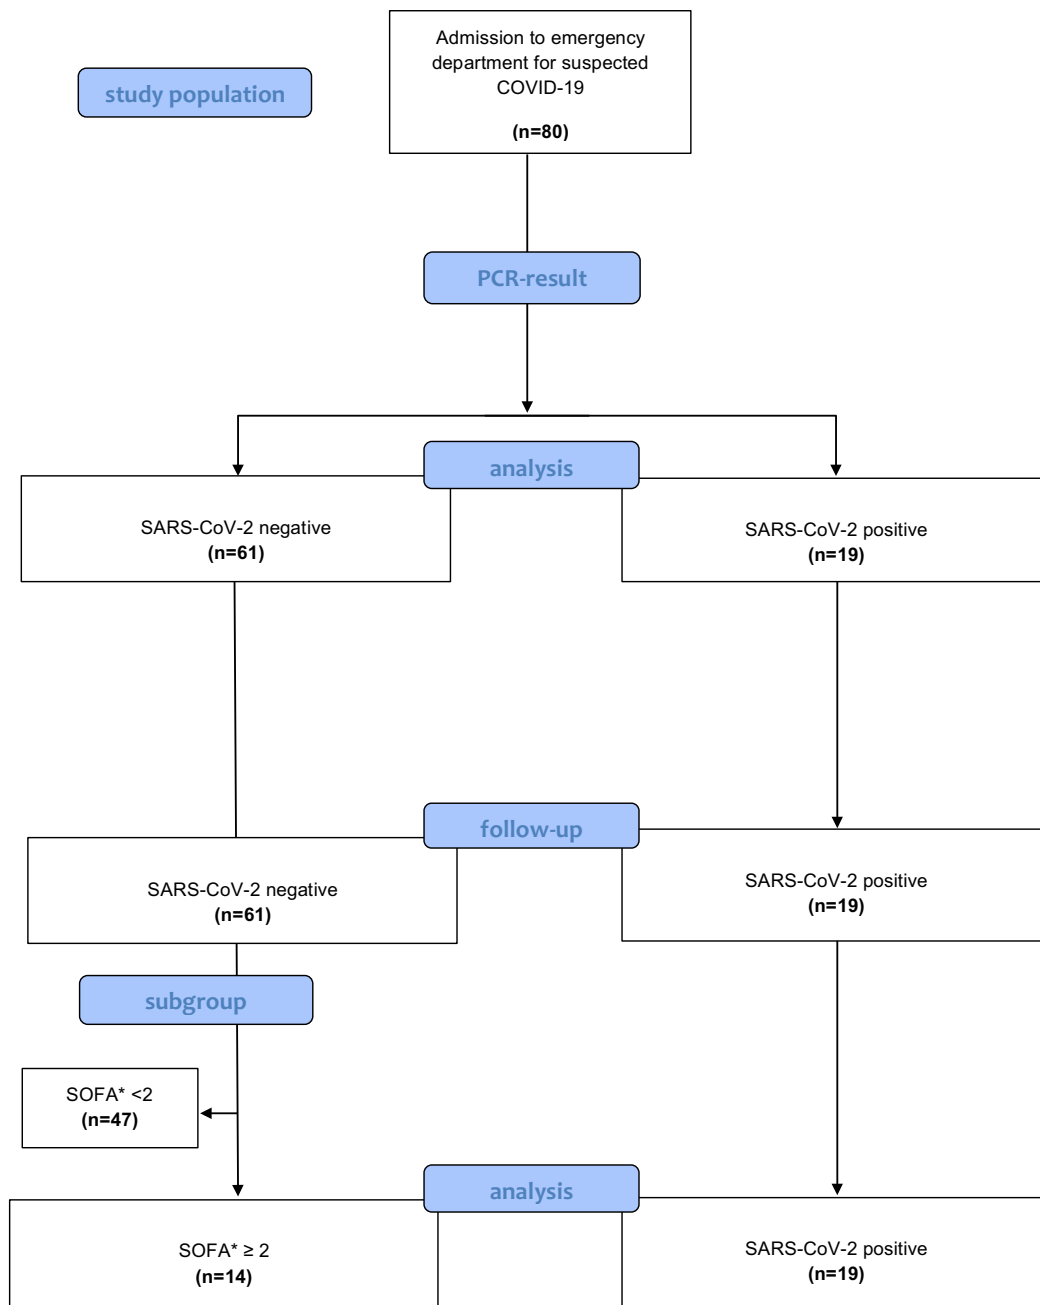 Admission to emergency
department for suspected
COVID-19
(n=80)
study population
PCR-result
analysis
SARS-CoV-2 negative
(n=61)
SARS-CoV-2 positive
(n=19)
follow-up
SARS-CoV-2 negative
(n=61)
SARS-CoV-2 positive
(n=19)
subgroup
SOFA* <2
(n=47)
analysis
SOFA* ≥ 2
(n=14)
SARS-CoV-2 positive
(n=19)